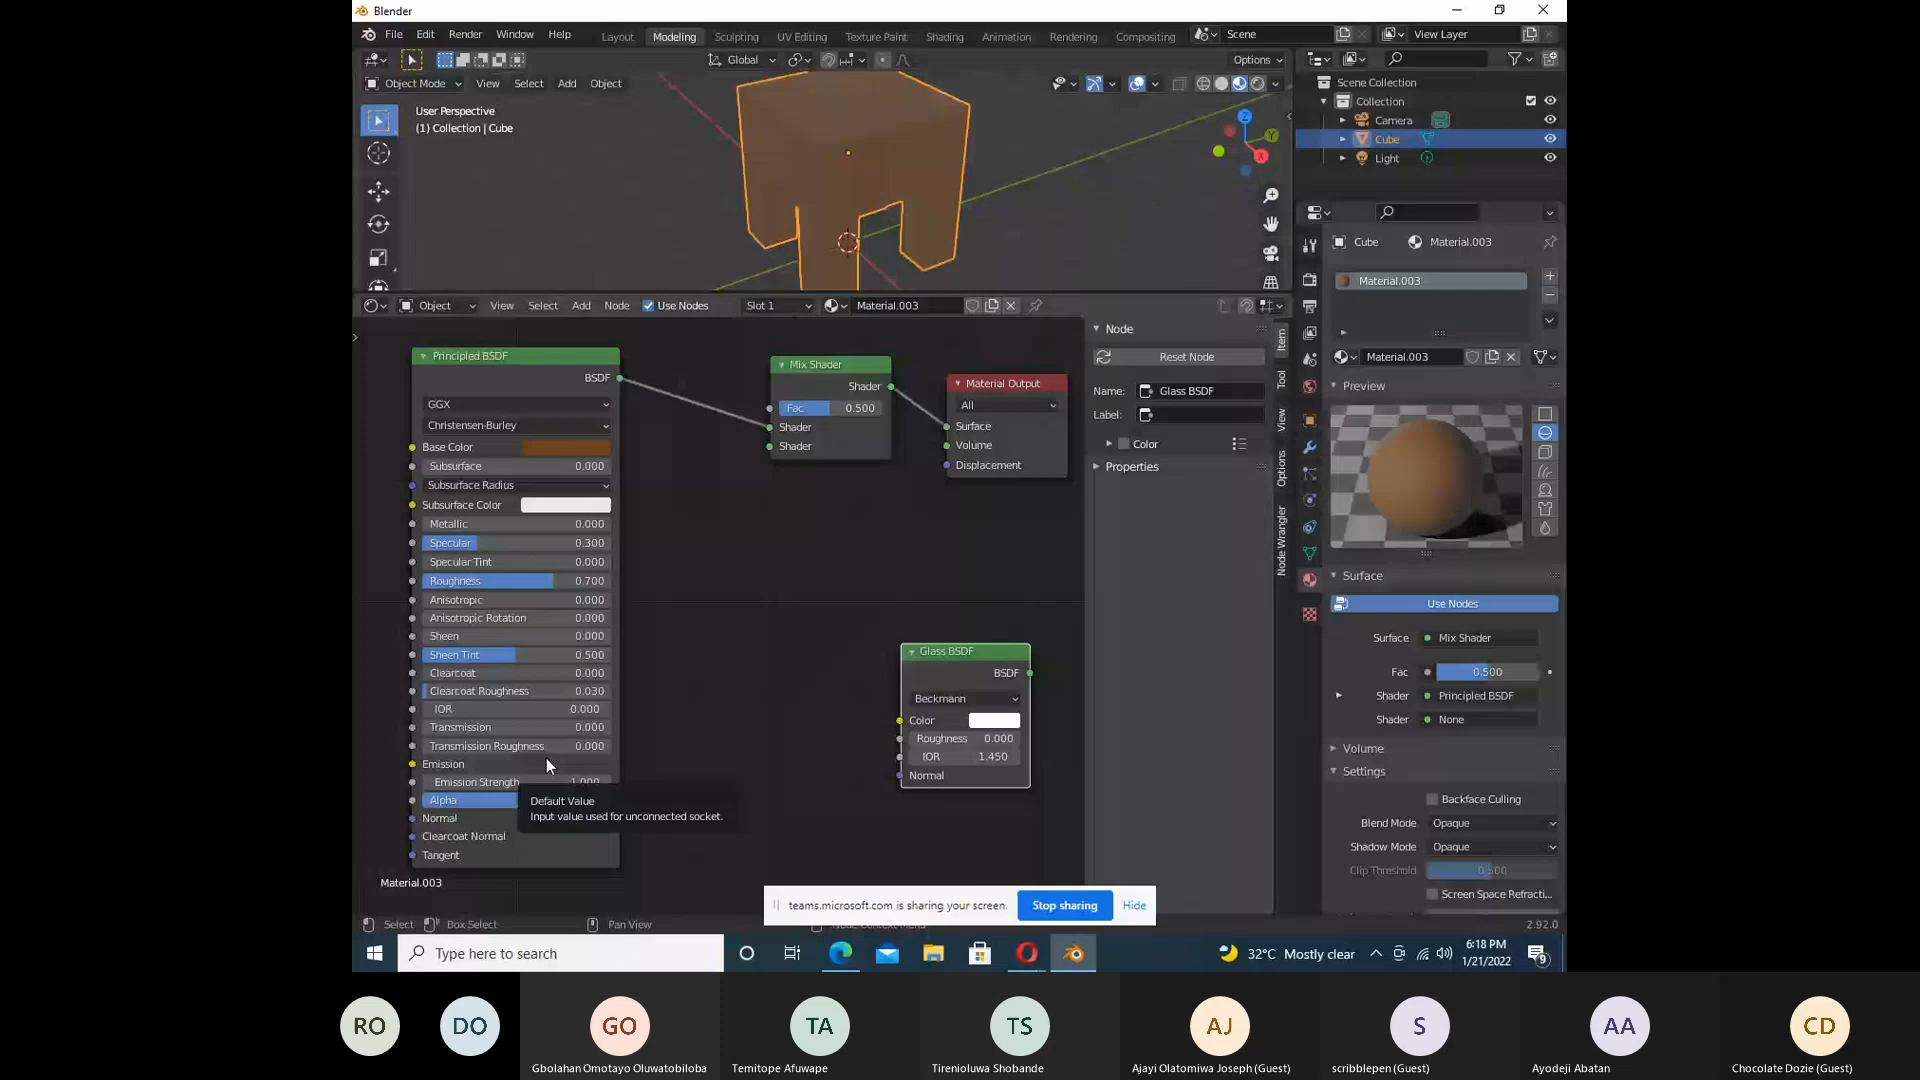 Blender
File Edit Render Window Help
Layout Modeling Sculpting UV Editing Texture Paint Shading Animation Rendering Compositing
Scene
View Layer
Global
Options
Object Mode View Select Add Object
User Perspective
(1) Collection | Cube
Z
Y
X
Scene Collection
Collection
Camera
Cube
Light
Cube Material.003
Material.003
Material.003
Preview
Surface
Use Nodes
Surface Mix Shader
Fac 0.500
Shader Principled BSDF
Shader None
Volume
Settings
Backface Culling
Blend Mode Opaque
Shadow Mode Opaque
Clip Threshold 0.500
Screen Space Refracti...
Object View Select Add Node Use Nodes Slot 1 Material.003
Principled BSDF
BSDF
GGX
Christensen-Burley
Base Color
Subsurface 0.000
Subsurface Radius
Subsurface Color
Metallic 0.000
Specular 0.300
Specular Tint 0.000
Roughness 0.700
Anisotropic 0.000
Anisotropic Rotation 0.000
Sheen 0.000
Sheen Tint 0.500
Clearcoat 0.000
Clearcoat Roughness 0.030
IOR 0.000
Transmission 0.000
Transmission Roughness 0.000
Emission
Emission Strength 1.000
Alpha
Normal
Clearcoat Normal
Tangent
Default Value
Input value used for unconnected socket.
Material.003
Mix Shader
Shader
Fac 0.500
Shader
Shader
Material Output
All
Surface
Volume
Displacement
Glass BSDF
BSDF
Beckmann
Color
Roughness 0.000
IOR 1.450
Normal
Node
Reset Node
Name: Glass BSDF
Label:
Color
Properties
Item
Tool
View
Options
Node Wrangler
teams.microsoft.com is sharing your screen. Stop sharing Hide
Select Box Select Pan View Node Context Menu 2.92.0
Type here to search
32°C Mostly clear
6:18 PM
1/21/2022
9
RO DO GO TA TS AJ S AA CD
Gbolahan Omotayo Oluwatobiloba Temitope Afuwape Tirenioluwa Shobande Ajayi Olatomiwa Joseph (Guest) scribblepen (Guest) Ayodeji Abatan Chocolate Dozie (Guest)